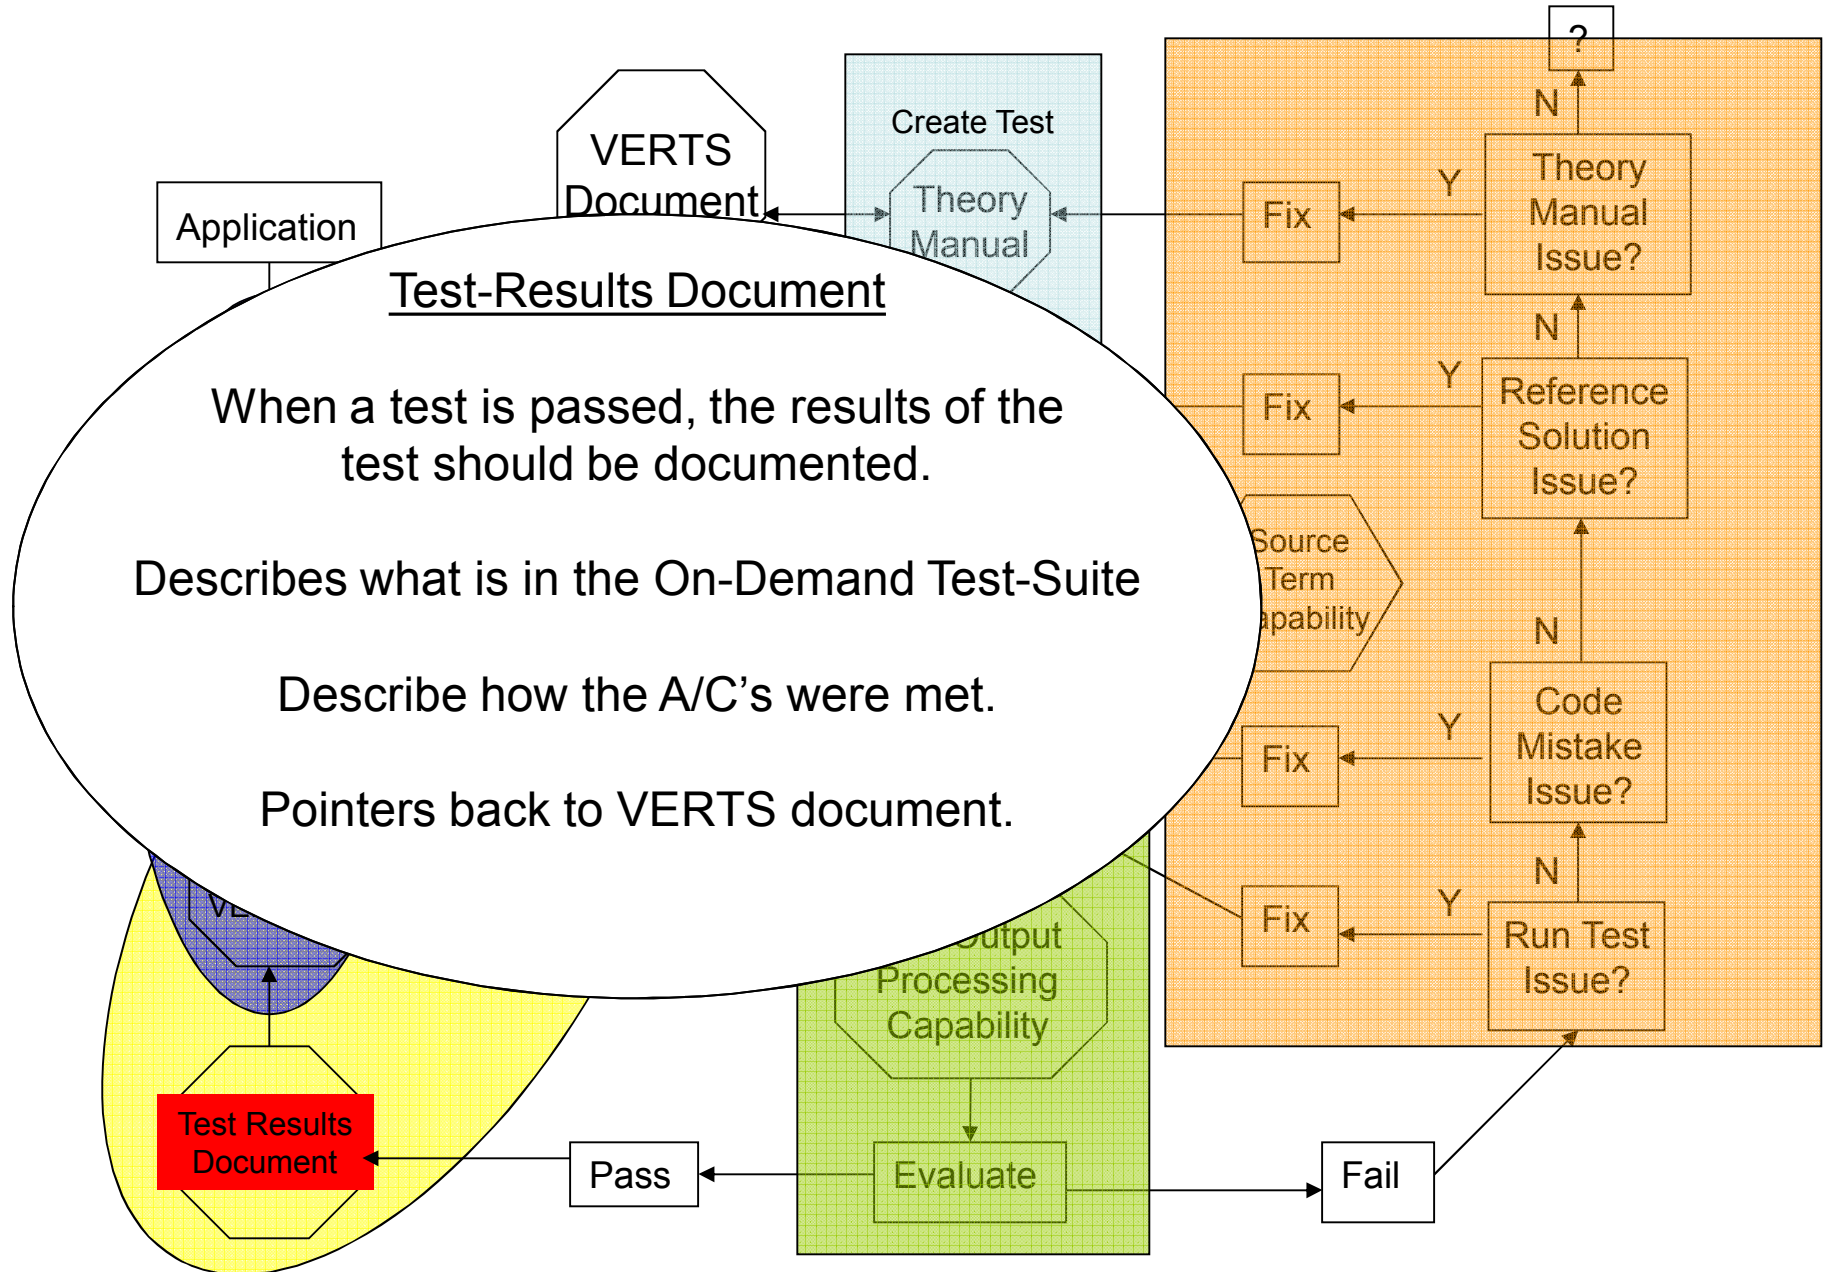 ?
N
Create Test
VERTS
Document
Theory
Manual
Fix
Y
Theory
Manual
Issue?
Application
N
Test-Results Document
When a test is passed, the results of the
test should be documented.
Describes what is in the On-Demand Test-Suite
Describe how the A/C’s were met.
Pointers back to VERTS document.
Fix
Y
Reference
Solution
Issue?
Source
Term
N
Fix
Y
Code
Mistake
Issue?
N
Fix
Y
Run Test
Issue?
Output
Processing
Capability
Test Results
Document
Pass
Evaluate
Fail